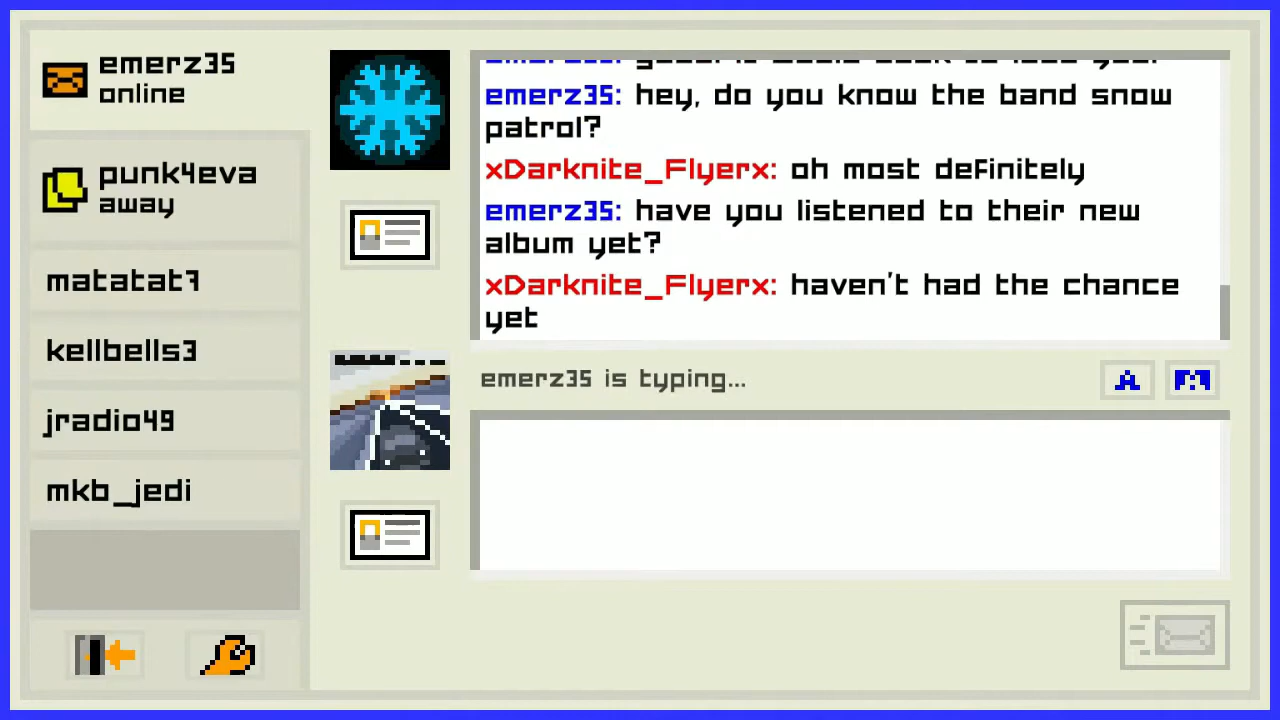 emerz35
online
punk4eva
away
matatat7
kellbells3
jradio49
mkb_jedi
emerz35: hey, do you know the band snow
patrol?
xDarknite_Flyerx: oh most definitely
emerz35: have you listened to their new
album yet?
xDarknite_Flyerx: haven't had the chance
yet
emerz35 is typing...
A